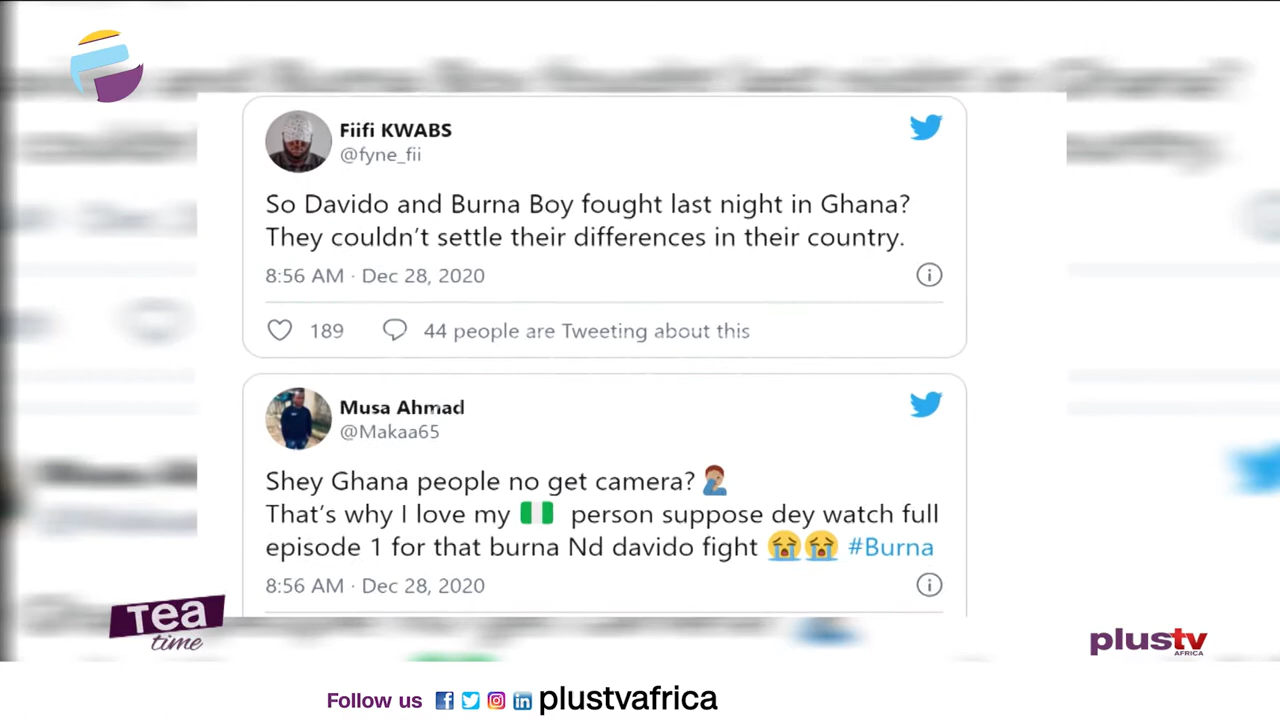 Fiifi KWABS
@fyne_fii
So Davido and Burna Boy fought last night in Ghana?
They couldn't settle their differences in their country.
8:56 AM · Dec 28, 2020
189 44 people are Tweeting about this
Musa Ahmad
@Makaa65
Shey Ghana people no get camera?🤦🏽‍♂️
That's why I love my 🇳🇬 person suppose dey watch full
episode 1 for that burna Nd davido fight 😭😭 #Burna
8:56 AM · Dec 28, 2020
Tea
time
plustv
AFRICA
Follow us plustvafrica